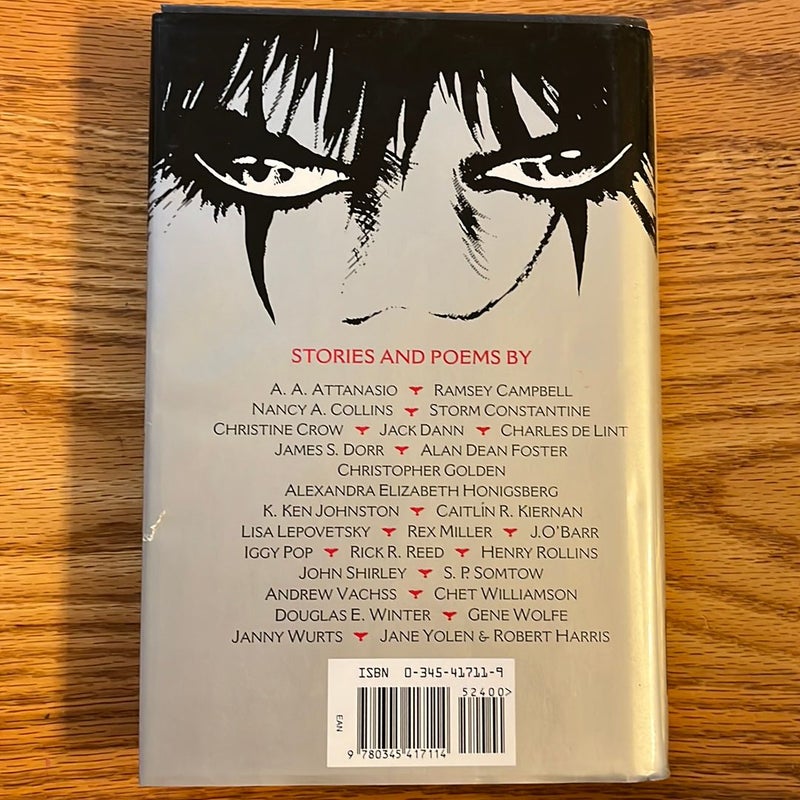 STORIES AND POEMS BY
A. A. ATTANASIO RAMSEY CAMPBELL
NANCY A. COLLINS STORM CONSTANTINE
CHRISTINE CROW JACK DANN CHARLES DE LINT
JAMES S. DORR ALAN DEAN FOSTER
CHRISTOPHER GOLDEN
ALEXANDRA ELIZABETH HONIGSBERG
K. KEN JOHNSTON CAITLÍN R. KIERNAN
LISA LEPOVETSKY REX MILLER J.O'BARR
IGGY POP RICK R. REED HENRY ROLLINS
JOHN SHIRLEY S. P. SOMTOW
ANDREW VACHSS CHET WILLIAMSON
DOUGLAS E. WINTER GENE WOLFE
JANNY WURTS JANE YOLEN & ROBERT HARRIS
ISBN 0-345-41711-9
52400>
EAN
9 780345 417114